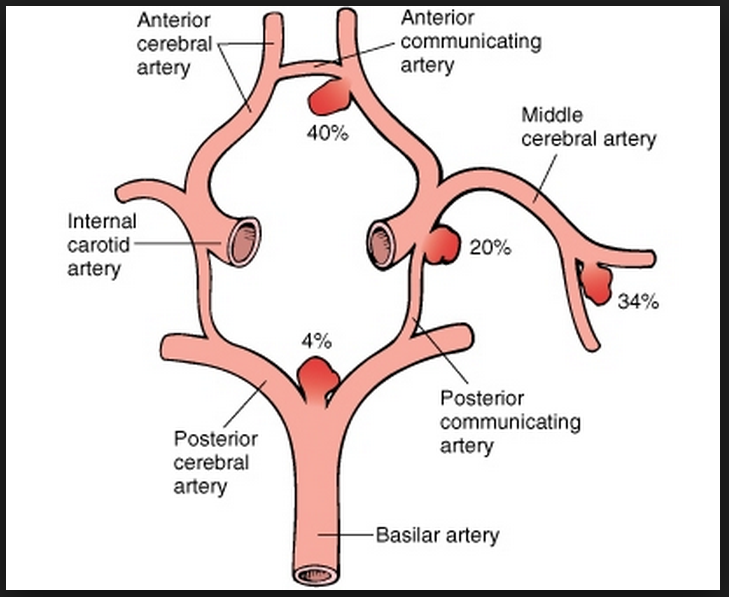 Anterior
cerebral
artery
Anterior
communicating
artery
40%
Middle
cerebral artery
Internal
carotid
artery
20%
34%
4%
Posterior
cerebral
artery
Posterior
communicating
artery
Basilar artery